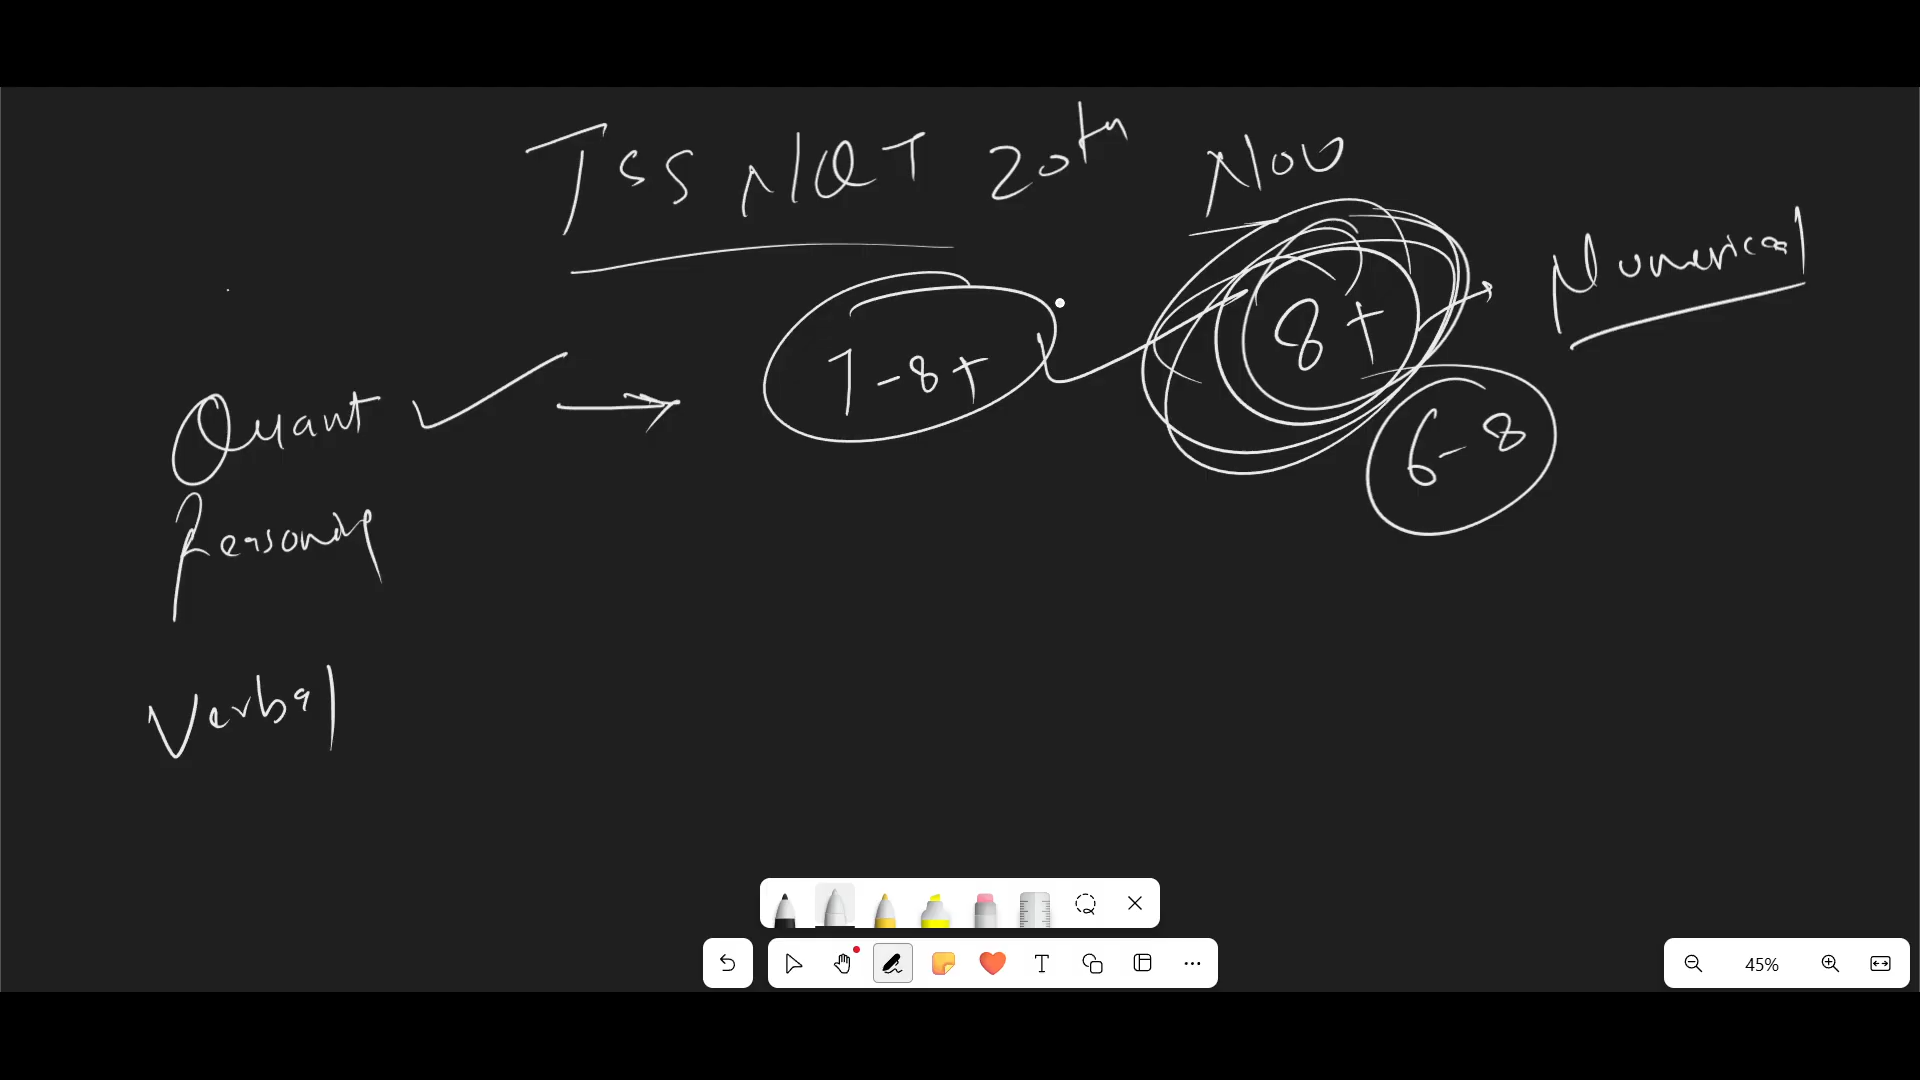 TCS NQT 20th Nov
Numerical
8+
7-8+
Quant
6-8
Reasoning
Verbal
45%